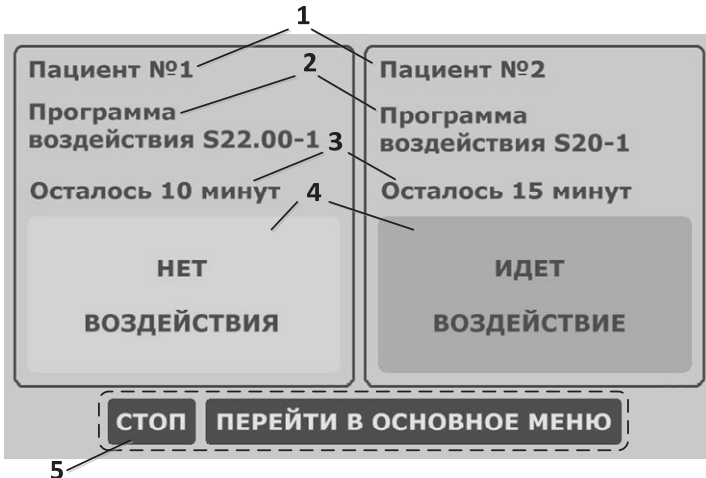 1
Пациент №1
Пациент №2
2
Программа
воздействия S22.00-1
Программа
воздействия S20-1
3
Осталось 10 минут
Осталось 15 минут
4
НЕТ
ВОЗДЕЙСТВИЯ
ИДЕТ
ВОЗДЕЙСТВИЕ
СТОП
ПЕРЕЙТИ В ОСНОВНОЕ МЕНЮ
5